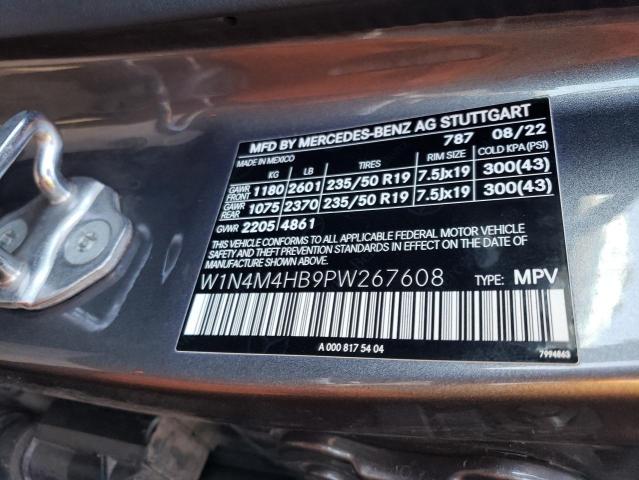 MFD BY MERCEDES-BENZ AG STUTTGART
787 08/22
MADE IN MEXICO
KG LB TIRES RIM SIZE COLD KPA (PSI)
GAWR FRONT 1180 2601 235/50 R19 7.5Jx19 300(43)
GAWR REAR 1075 2370 235/50 R19 7.5Jx19 300(43)
GVWR 2205 4861
THIS VEHICLE CONFORMS TO ALL APPLICABLE FEDERAL MOTOR VEHICLE
SAFETY STANDARDS IN EFFECT ON THE DATE OF
MANUFACTURE SHOWN ABOVE.
W1N4M4HB9PW267608 TYPE: MPV
A 000 817 54 04
7994863